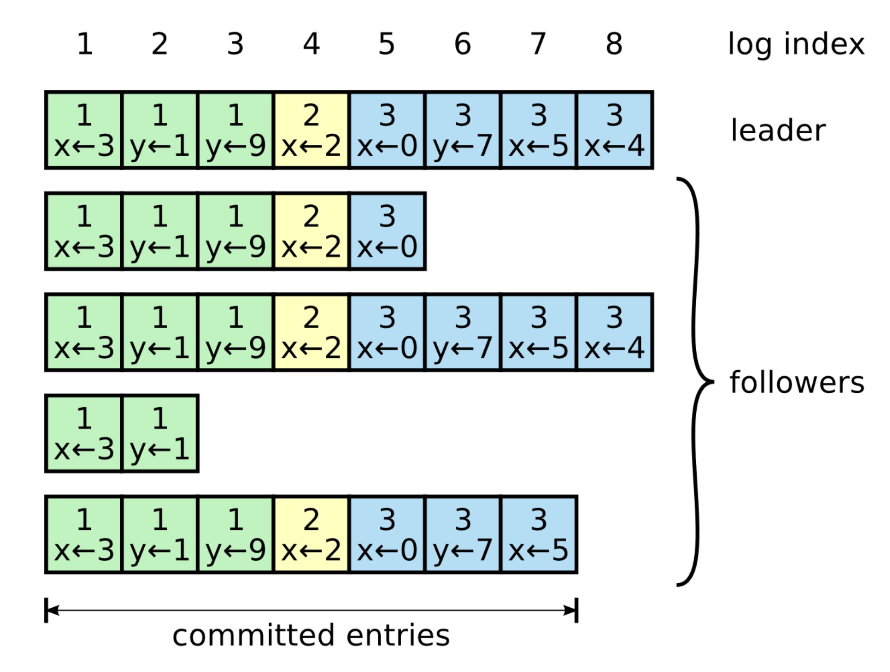 1 2 3 4 5 6 7 8 log index
1 1 1 2 3 3 3 3
x←3 y←1 y←9 x←2 x←0 y←7 x←5 x←4
leader
1 1 1 2 3
x←3 y←1 y←9 x←2 x←0
1 1 1 2 3 3 3 3
x←3 y←1 y←9 x←2 x←0 y←7 x←5 x←4
followers
1 1
x←3 y←1
1 1 1 2 3 3 3
x←3 y←1 y←9 x←2 x←0 y←7 x←5
committed entries